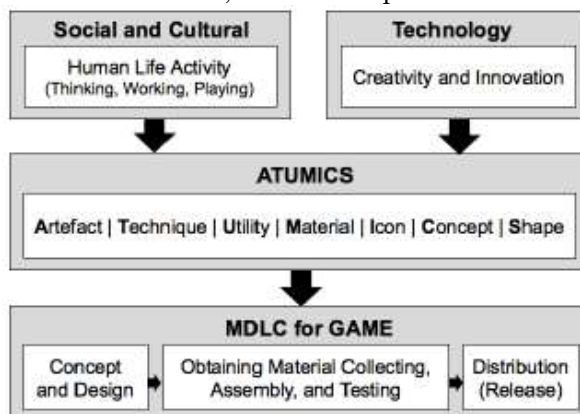 Social and Cultural
Human Life Activity
(Thinking, Working, Playing)
Technology
Creativity and Innovation
ATUMICS
Artefact | Technique | Utility | Material | Icon | Concept | Shape
MDLC for GAME
Concept
and Design
Obtaining Material Collecting,
Assembly, and Testing
Distribution
(Release)